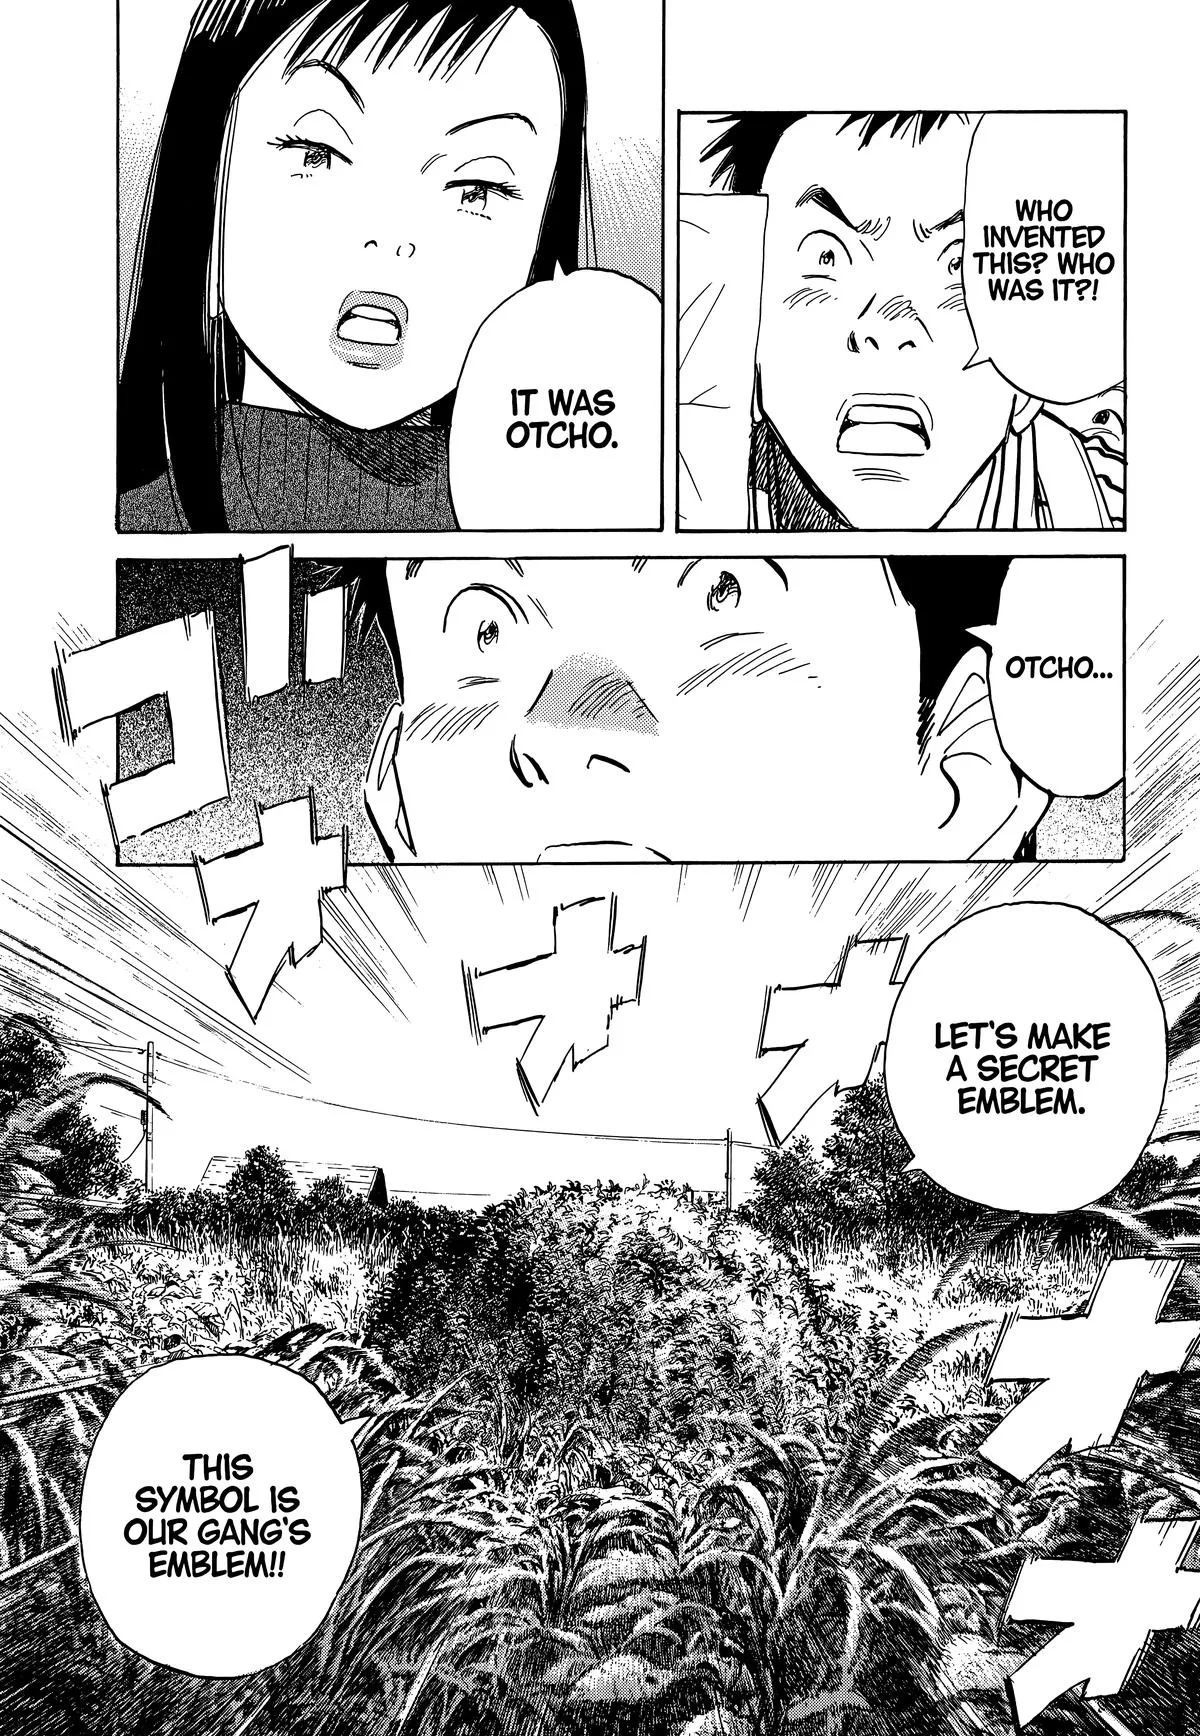 WHO
INVENTED
THIS? WHO
WAS IT?!
IT WAS
OTCHO.
OTCHO...
ゴオオオオオ
LET'S MAKE
A SECRET
EMBLEM.
THIS
SYMBOL IS
OUR GANG'S
EMBLEM!!